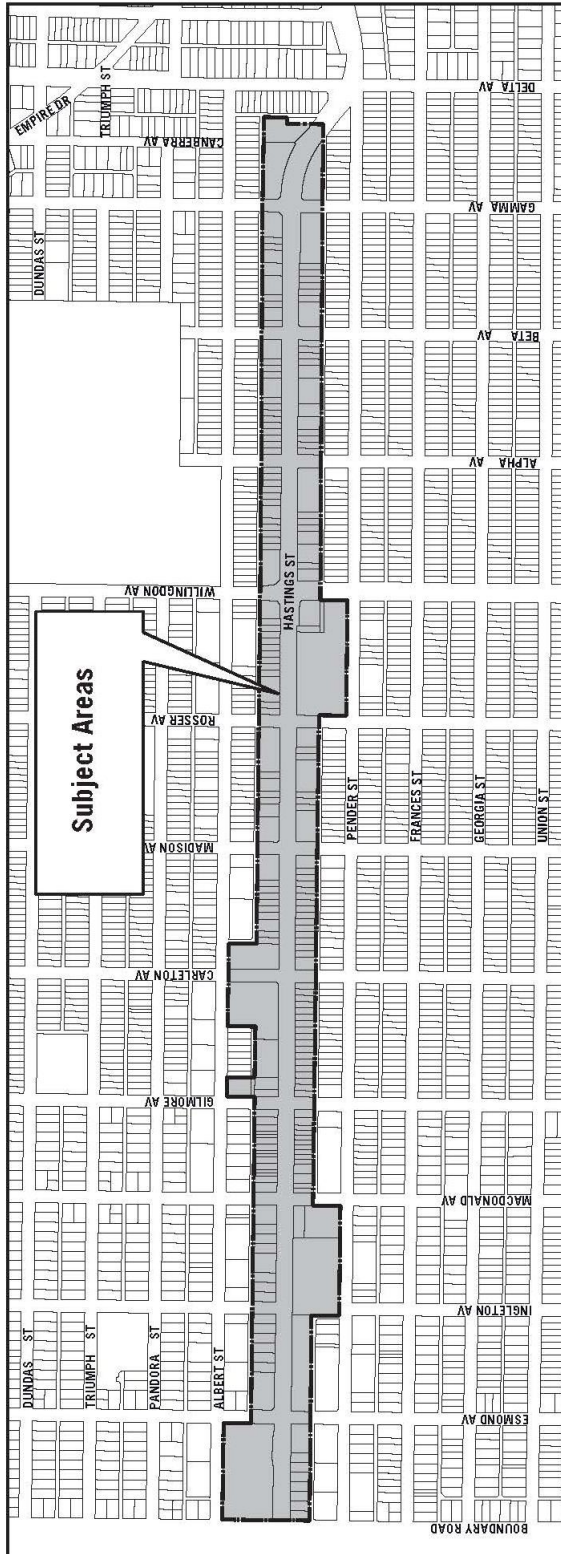 DELTA AV
EMPIRE DR
TRIUMPH ST
CANBERRA AV
GAMMA AV
DUNDAS ST
BETA AV
ALPHA AV
WILLINGDON AV
HASTINGS ST
Subject Areas
ROSSER AV
MADISON AV
PENDER ST
FRANCES ST
GEORGIA ST
UNION ST
CARLETON AV
GILMORE AV
MACDONALD AV
INGLETON AV
DUNDAS ST
TRIUMPH ST
PANDORA ST
ALBERT ST
ESMOND AV
BOUNDARY ROAD